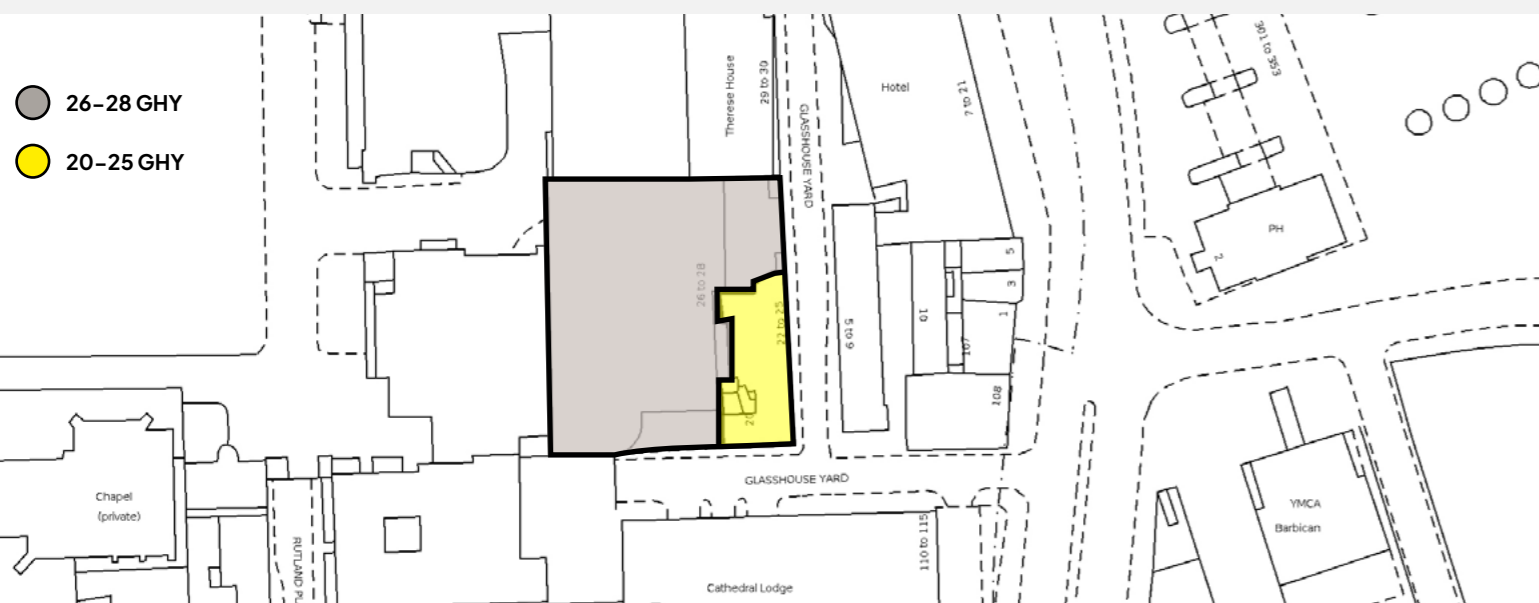 26–28 GHY
20–25 GHY
Therese House
29 to 30
GLASSHOUSE YARD
Hotel
7 to 21
301 to 353
PH
2
26 to 28
22 to 25
20
5 to 9
10
5
3
1
107
108
GLASSHOUSE YARD
Chapel
(private)
RUTLAND PL
Cathedral Lodge
110 to 115
YMCA
Barbican